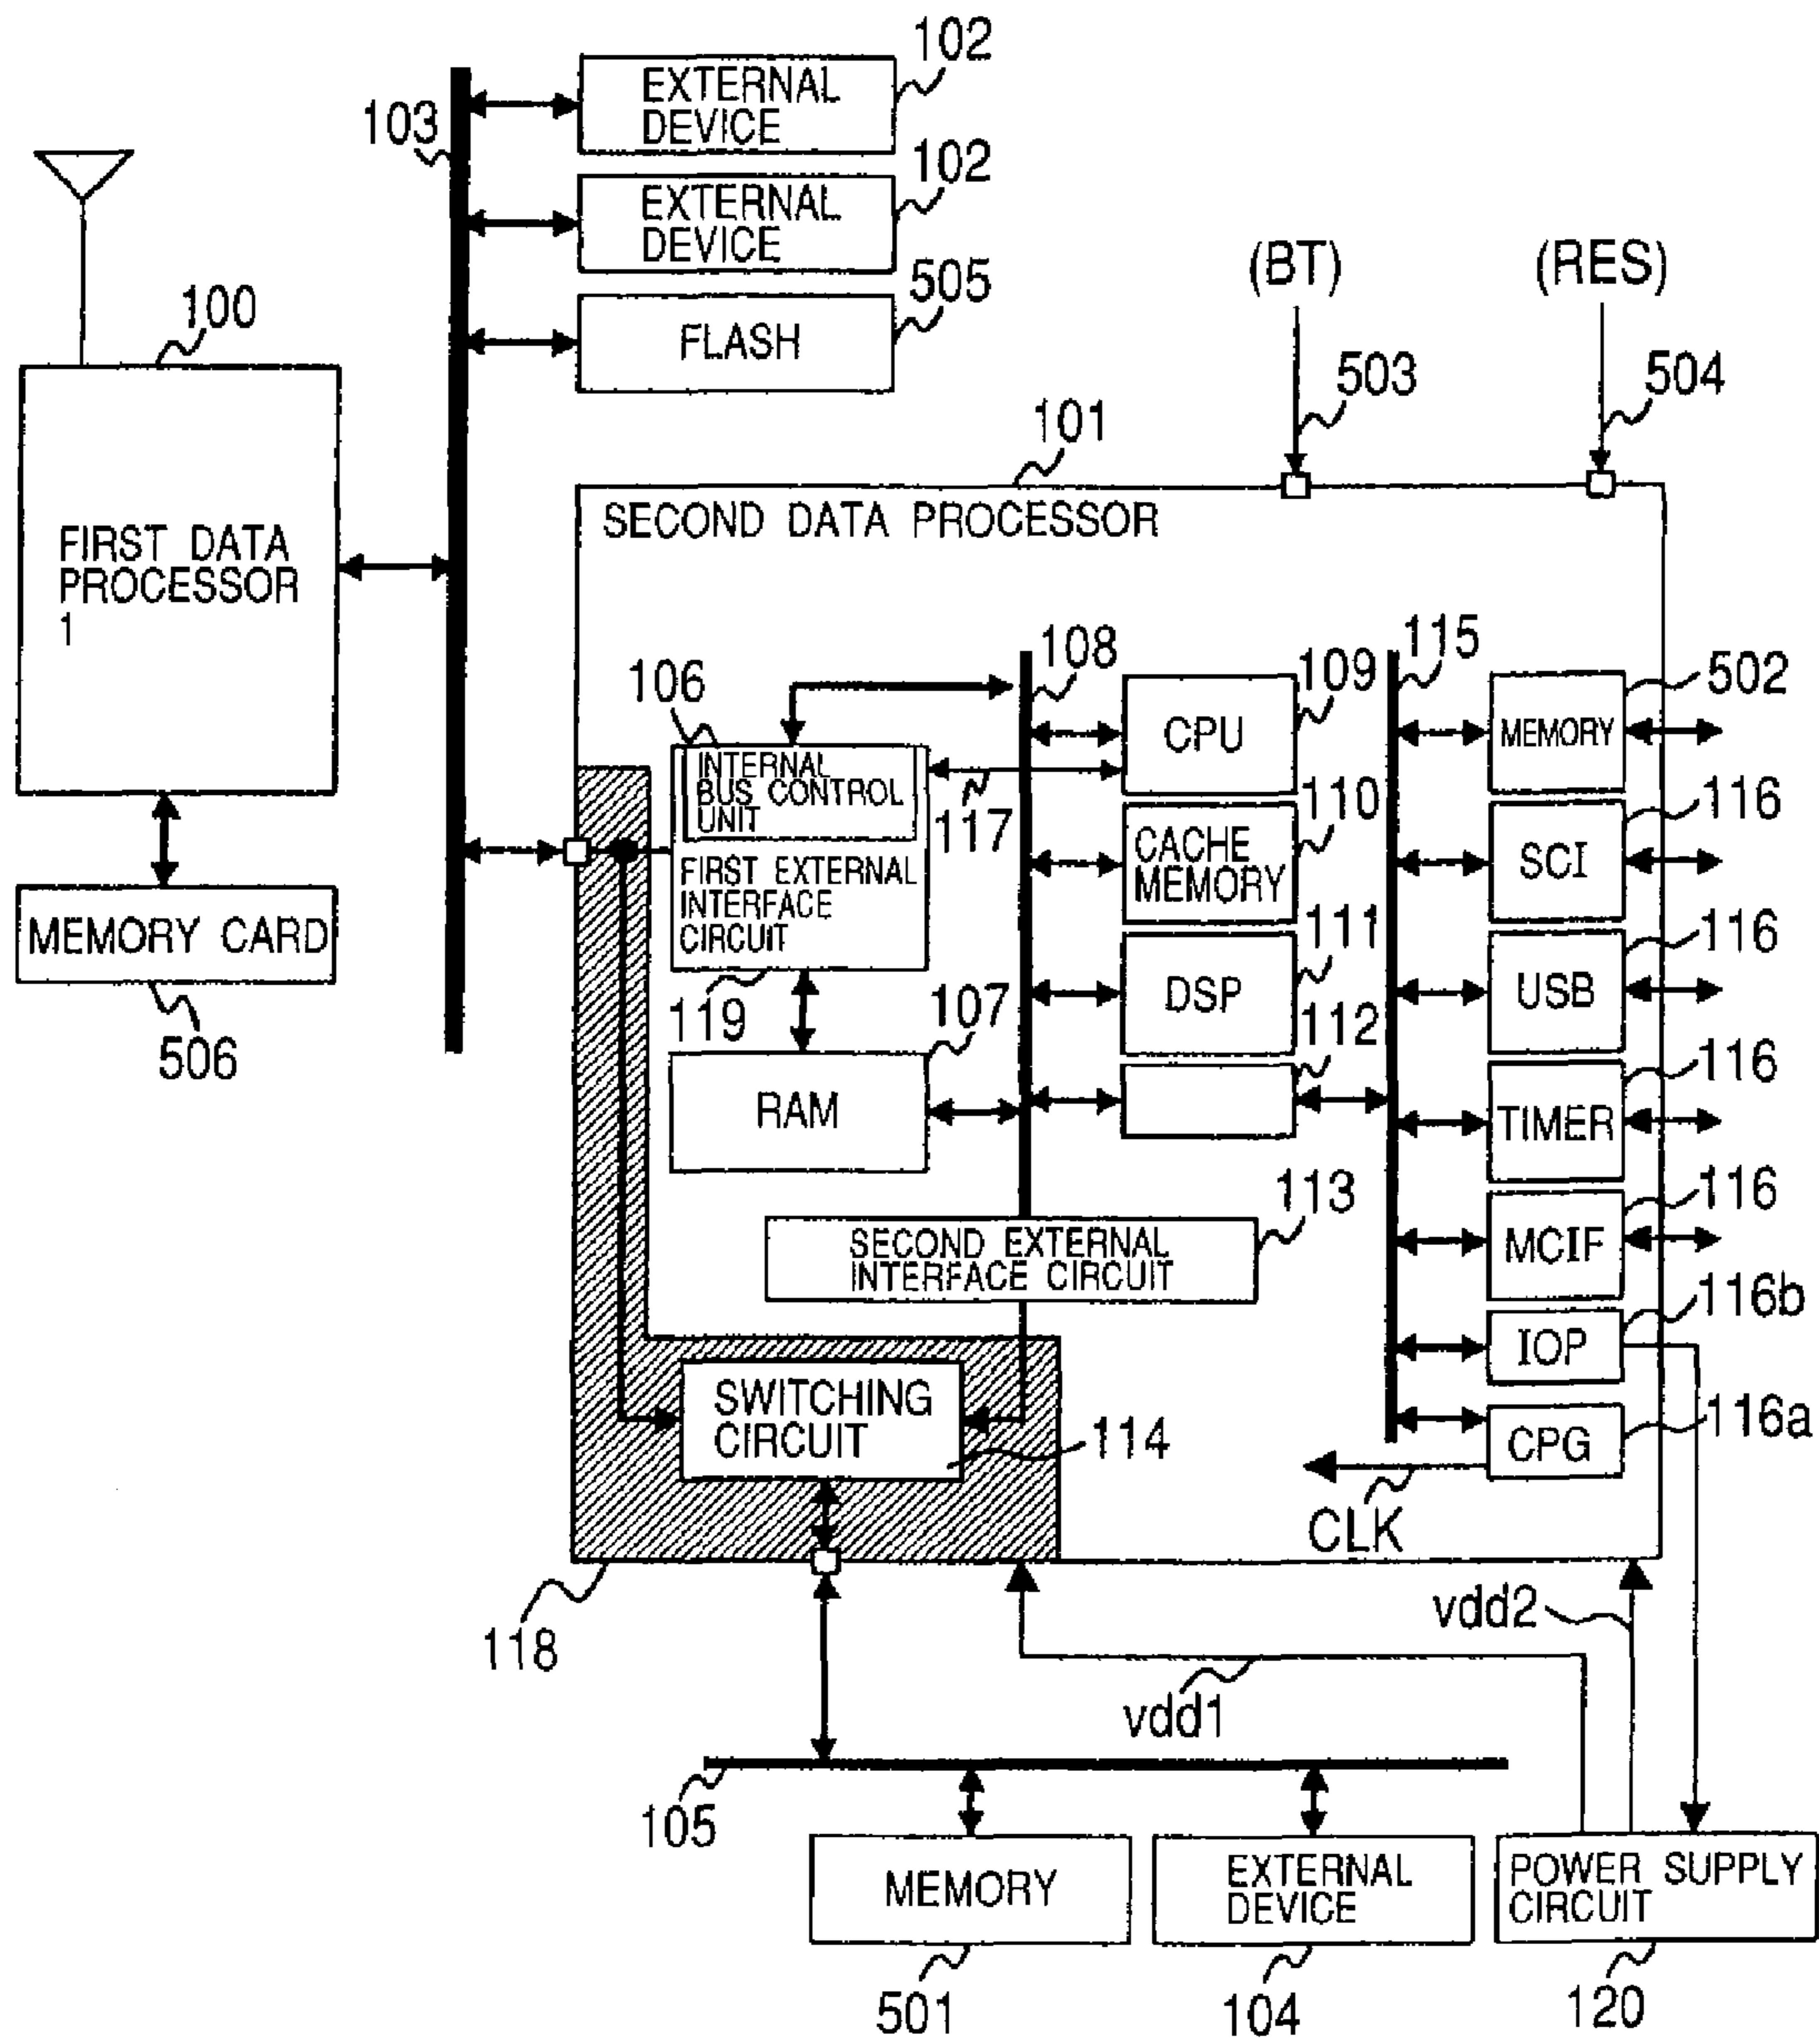 102
EXTERNAL
DEVICE
103
102
EXTERNAL
DEVICE
505
FLASH
(BT)
(RES)
503
504
100
FIRST DATA
PROCESSOR
1
101
SECOND DATA PROCESSOR
MEMORY CARD
506
108
115
109
CPU
502
MEMORY
106
INTERNAL
BUS CONTROL
UNIT
117
FIRST EXTERNAL
INTERFACE
CIRCUIT
119
110
CACHE
MEMORY
116
SCI
111
DSP
116
USB
107
RAM
112
116
TIMER
113
SECOND EXTERNAL
INTERFACE CIRCUIT
116
MCIF
116b
IOP
SWITCHING
CIRCUIT
114
116a
CPG
CLK
118
vdd2
vdd1
105
MEMORY
501
EXTERNAL
DEVICE
104
POWER SUPPLY
CIRCUIT
120